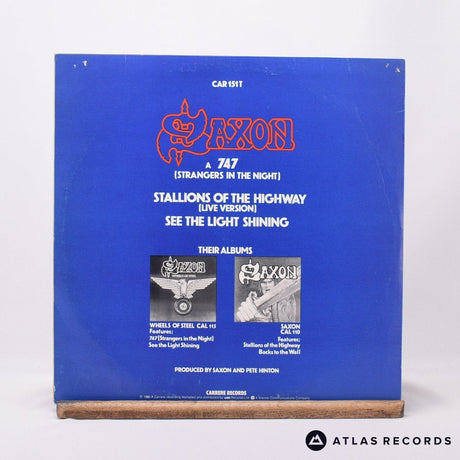 CAR 151 T
SAXON
A 747
(STRANGERS IN THE NIGHT)
STALLIONS OF THE HIGHWAY
(LIVE VERSION)
SEE THE LIGHT SHINING
THEIR ALBUMS
SAXON
SAXON
WHEELS OF STEEL CAL 115
Features:
747 (Strangers in the Night)
See the Light Shining
SAXON
CAL 110
Features:
Stallions of the Highway
Backs to the Wall
PRODUCED BY SAXON AND PETE HINTON
CARRERE RECORDS
ATLAS RECORDS